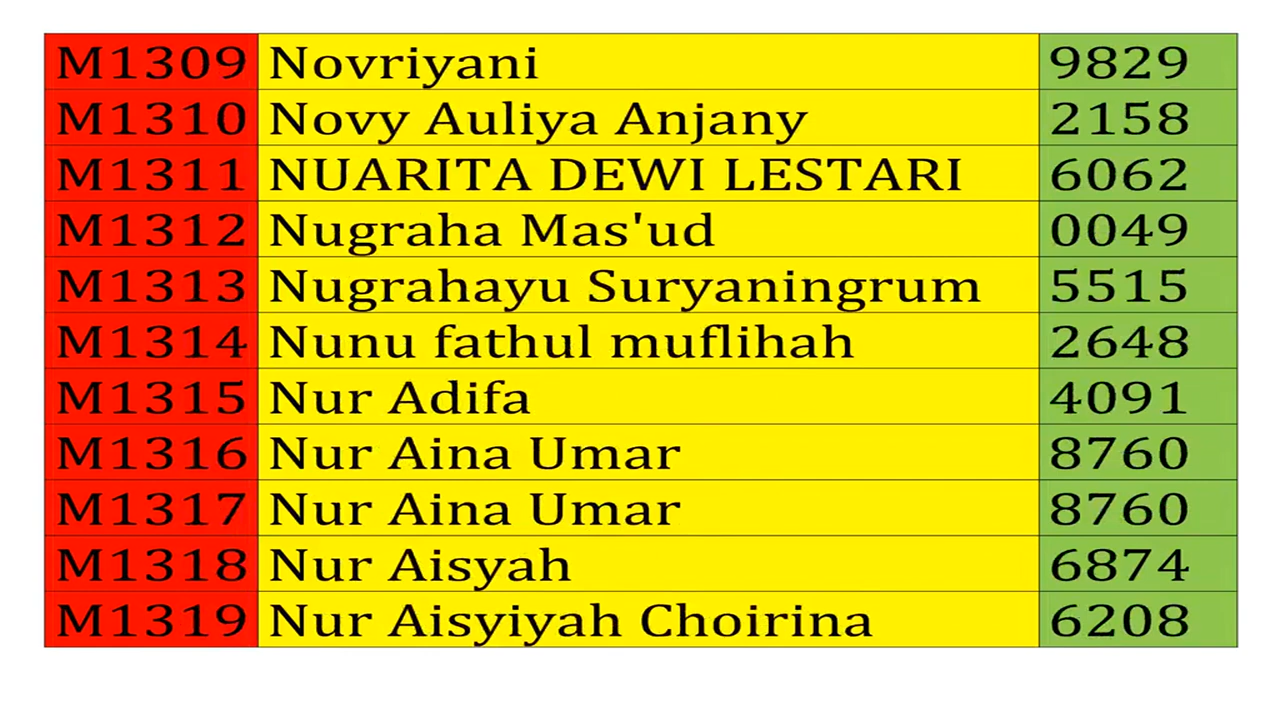 M1309 Novriyani 9829
M1310 Novy Auliya Anjany 2158
M1311 NUARITA DEWI LESTARI 6062
M1312 Nugraha Mas'ud 0049
M1313 Nugrahayu Suryaningrum 5515
M1314 Nunu fathul muflihah 2648
M1315 Nur Adifa 4091
M1316 Nur Aina Umar 8760
M1317 Nur Aina Umar 8760
M1318 Nur Aisyah 6874
M1319 Nur Aisyiyah Choirina 6208